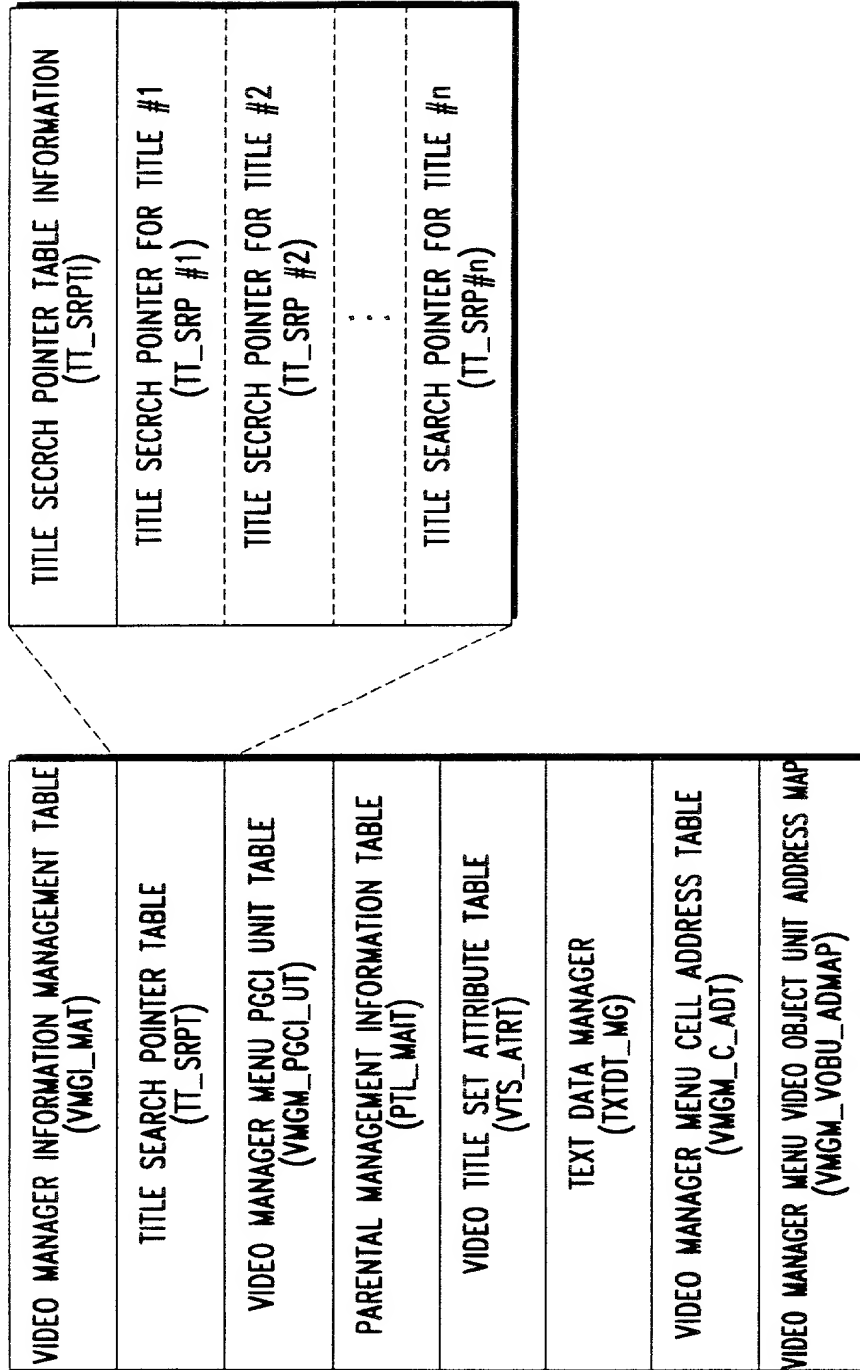 VIDEO MANAGER INFORMATION MANAGEMENT TABLE
(VMGI_MAT)
TITLE SEARCH POINTER TABLE
(TT_SRPT)
VIDEO MANAGER MENU PGCI UNIT TABLE
(VMGM_PGCI_UT)
PARENTAL MANAGEMENT INFORMATION TABLE
(PTL_MAIT)
VIDEO TITLE SET ATTRIBUTE TABLE
(VTS_ATRT)
TEXT DATA MANAGER
(TXTDT_MG)
VIDEO MANAGER MENU CELL ADDRESS TABLE
(VMGM_C_ADT)
VIDEO MANAGER MENU VIDEO OBJECT UNIT ADDRESS MAP
(VMGM_VOBU_ADMAP)
TITLE SECRCH POINTER TABLE INFORMATION
(TT_SRPTI)
TITLE SECRCH POINTER FOR TITLE #1
(TT_SRP #1)
TITLE SECRCH POINTER FOR TITLE #2
(TT_SRP #2)
. . .
TITLE SEARCH POINTER FOR TITLE #n
(TT_SRP#n)